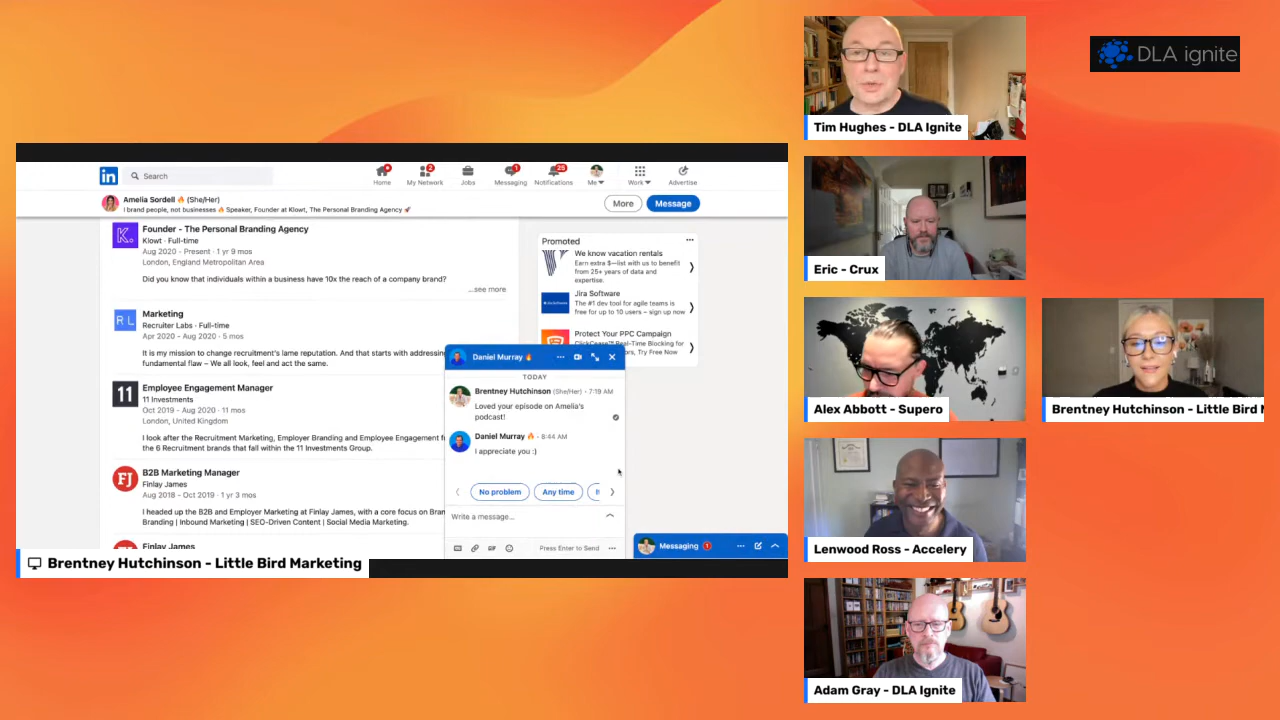 in
Search
Home
2
My Network
Jobs
1
Messaging
25
Notifications
Me
Work
Advertise
Amelia Sordell 🔥 (She/Her)
I brand people, not businesses 🔥 Speaker, Founder at Klowt, The Personal Branding Agency 🚀
More
Message
K.
Founder - The Personal Branding Agency
Klowt · Full-time
Aug 2020 - Present · 1 yr 9 mos
London, England Metropolitan Area
Did you know that individuals within a business have 10x the reach of a company brand?
...see more
RL
Marketing
Recruiter Labs · Full-time
Apr 2020 - Aug 2020 · 5 mos
It is my mission to change recruitment's lame reputation. And that starts with addressing
fundamental flaw – We all look, feel and act the same.
11
Employee Engagement Manager
11 Investments
Oct 2019 - Aug 2020 · 11 mos
London, United Kingdom
I look after the Recruitment Marketing, Employer Branding and Employee Engagement
the 6 Recruitment brands that fall within the 11 Investments Group.
FJ
B2B Marketing Manager
Finlay James
Aug 2018 - Oct 2019 · 1 yr 3 mos
I headed up the B2B and Employer Marketing at Finlay James, with a core focus on
Branding | Inbound Marketing | SEO-Driven Content | Social Media Marketing.
Finlay James
Promoted
We know vacation rentals
Earn extra $—list with us to benefit
from 25+ years of data and
expertise.
Jira Software
The #1 dev tool for agile teams is
free for up to 10 users – sign up now
Protect Your PPC Campaign
ClickCease™ Real-Time Blocking for
Try Free Now
Daniel Murray 🔥
TODAY
Brentney Hutchinson (She/Her) • 7:19 AM
Loved your episode on Amelia's
podcast!
Daniel Murray 🔥 • 8:44 AM
I appreciate you :)
No problem
Any time
Write a message...
GIF
Press Enter to Send
Messaging
1
Brentney Hutchinson - Little Bird Marketing
Tim Hughes - DLA Ignite
Eric - Crux
Alex Abbott - Supero
Lenwood Ross - Accelery
Adam Gray - DLA Ignite
Brentney Hutchinson - Little Bird
DLA ignite